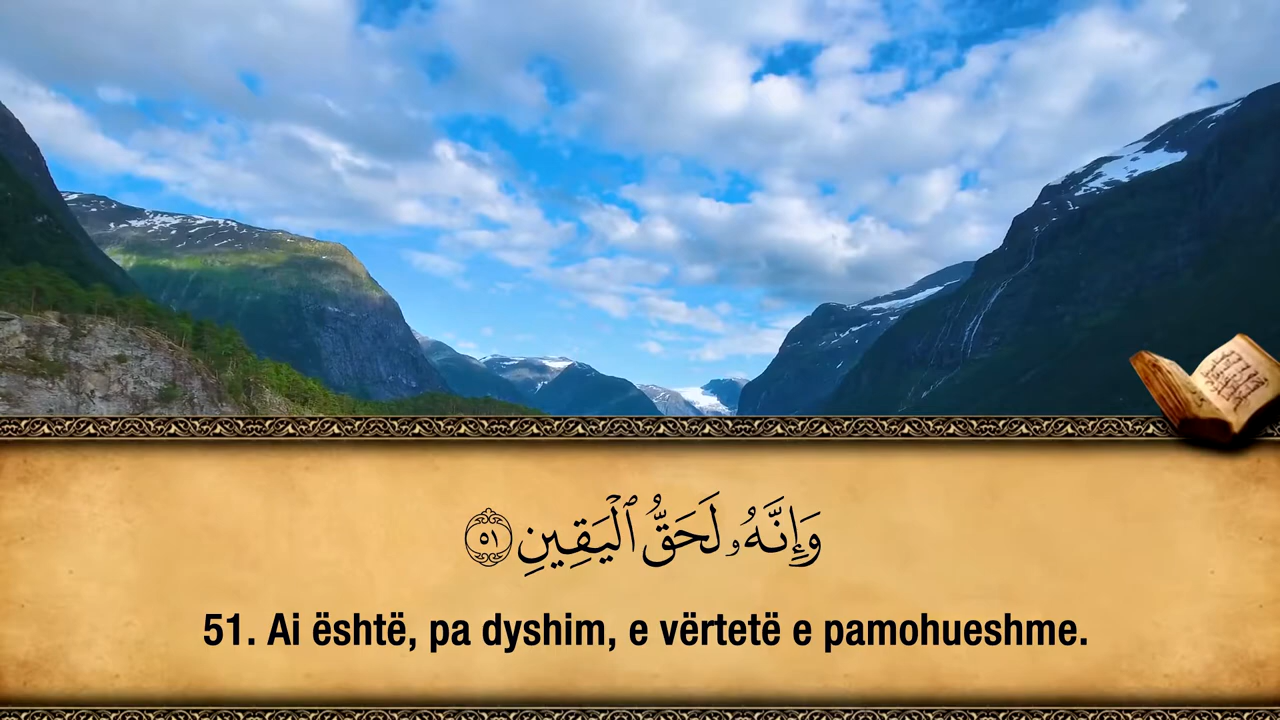 وَإِنَّهُۥ لَحَقُّ ٱلْيَقِينِ ٥١
51. Ai është, pa dyshim, e vërtetë e pamohueshme.